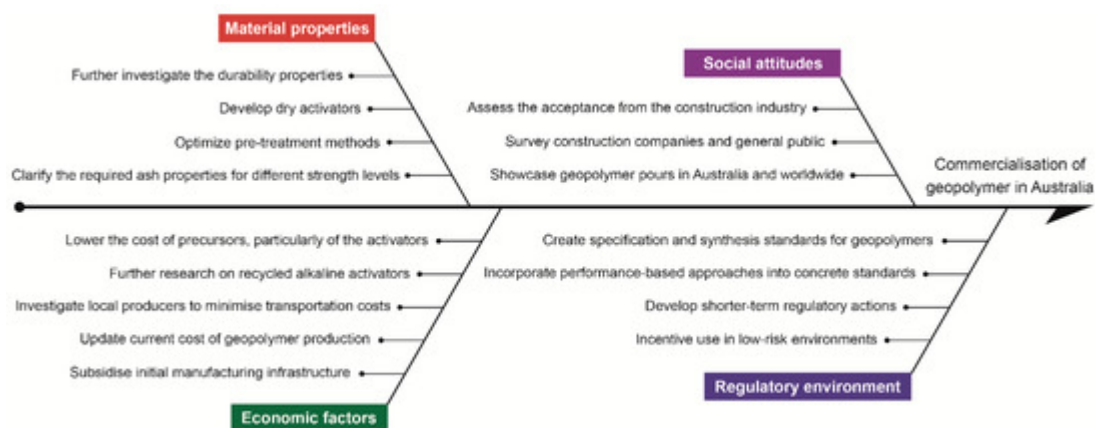 Material properties
Further investigate the durability properties
Develop dry activators
Optimize pre-treatment methods
Clarify the required ash properties for different strength levels
Social attitudes
Assess the acceptance from the construction industry
Survey construction companies and general public
Showcase geopolymer pours in Australia and worldwide
Commercialisation of
geopolymer in Australia
Lower the cost of precursors, particularly of the activators
Further research on recycled alkaline activators
Investigate local producers to minimise transportation costs
Update current cost of geopolymer production
Subsidise initial manufacturing infrastructure
Economic factors
Create specification and synthesis standards for geopolymers
Incorporate performance-based approaches into concrete standards
Develop shorter-term regulatory actions
Incentive use in low-risk environments
Regulatory environment